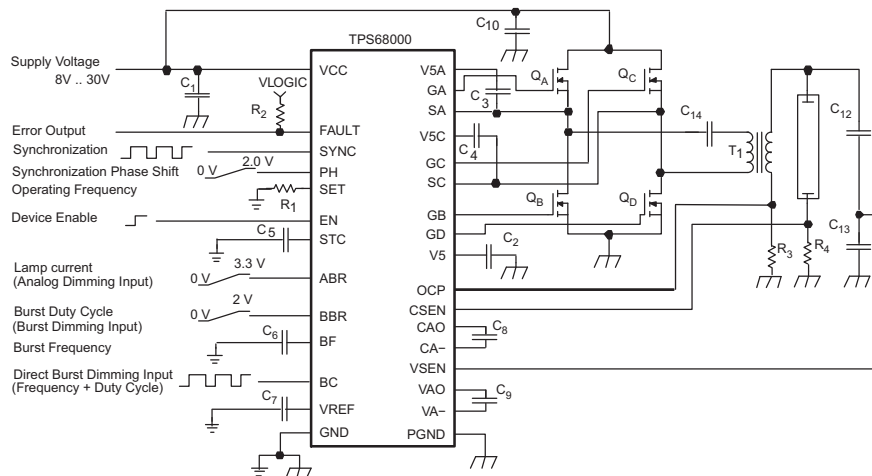 TPS68000
C10
Supply Voltage
8V .. 30V
C1
VLOGIC
R2
Error Output
Synchronization
Synchronization Phase Shift
0 V
2.0 V
Operating Frequency
R1
Device Enable
C5
Lamp current
(Analog Dimming Input)
0 V
3.3 V
Burst Duty Cycle
(Burst Dimming Input)
0 V
2 V
C6
Burst Frequency
Direct Burst Dimming Input
(Frequency + Duty Cycle)
C7
VCC
FAULT
SYNC
PH
SET
EN
STC
ABR
BBR
BF
BC
VREF
GND
V5A
GA
SA
V5C
GC
SC
GB
GD
V5
OCP
CSEN
CAO
CA−
VSEN
VAO
VA−
PGND
C3
C4
C2
C8
C9
QA
QC
QB
QD
C14
T1
R3
R4
C12
C13